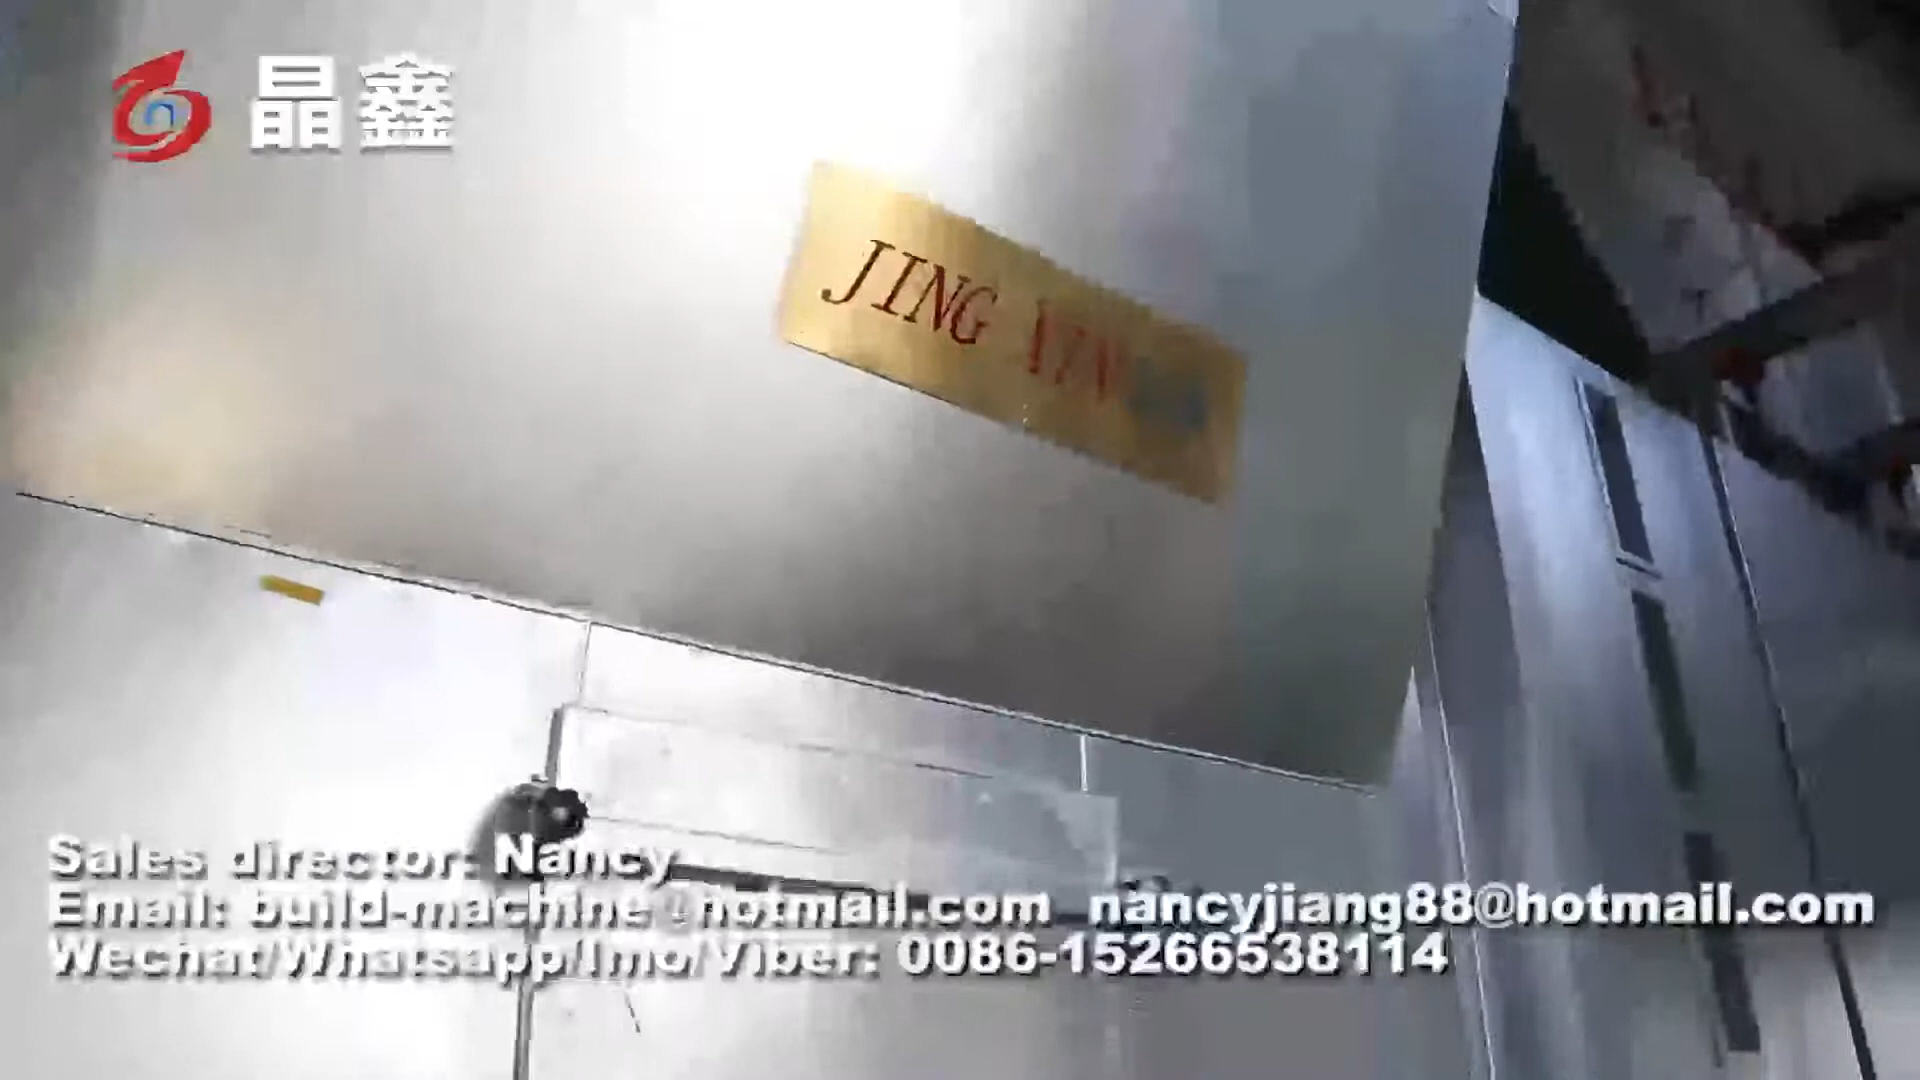 晶鑫
JING XIN
Sales director: Nancy
Email: build-machine@hotmail.com nancyjiang88@hotmail.com
Wechat/Whatsapp/Imo/Viber: 0086-15266538114